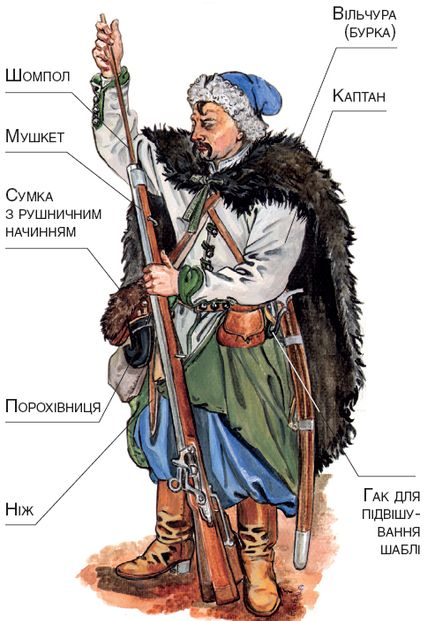 Вільчура
(бурка)
Каптан
Шомпол
Мушкет
Сумка
з рушничним
начинням
Порохівниця
Ніж
Гак для
підвішу-
вання
шаблі